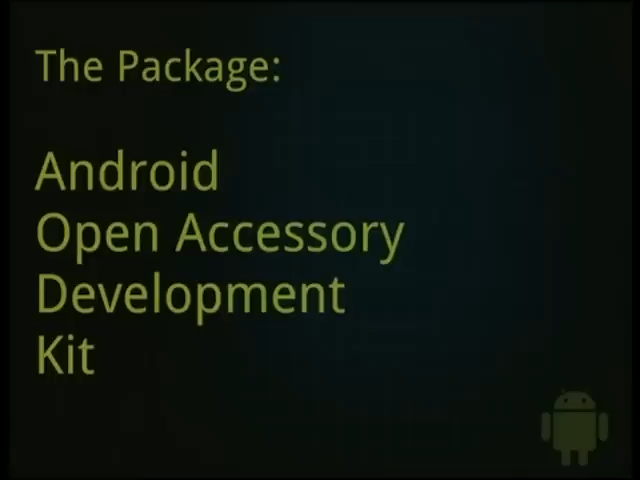 The Package:
Android
Open Accessory
Development
Kit